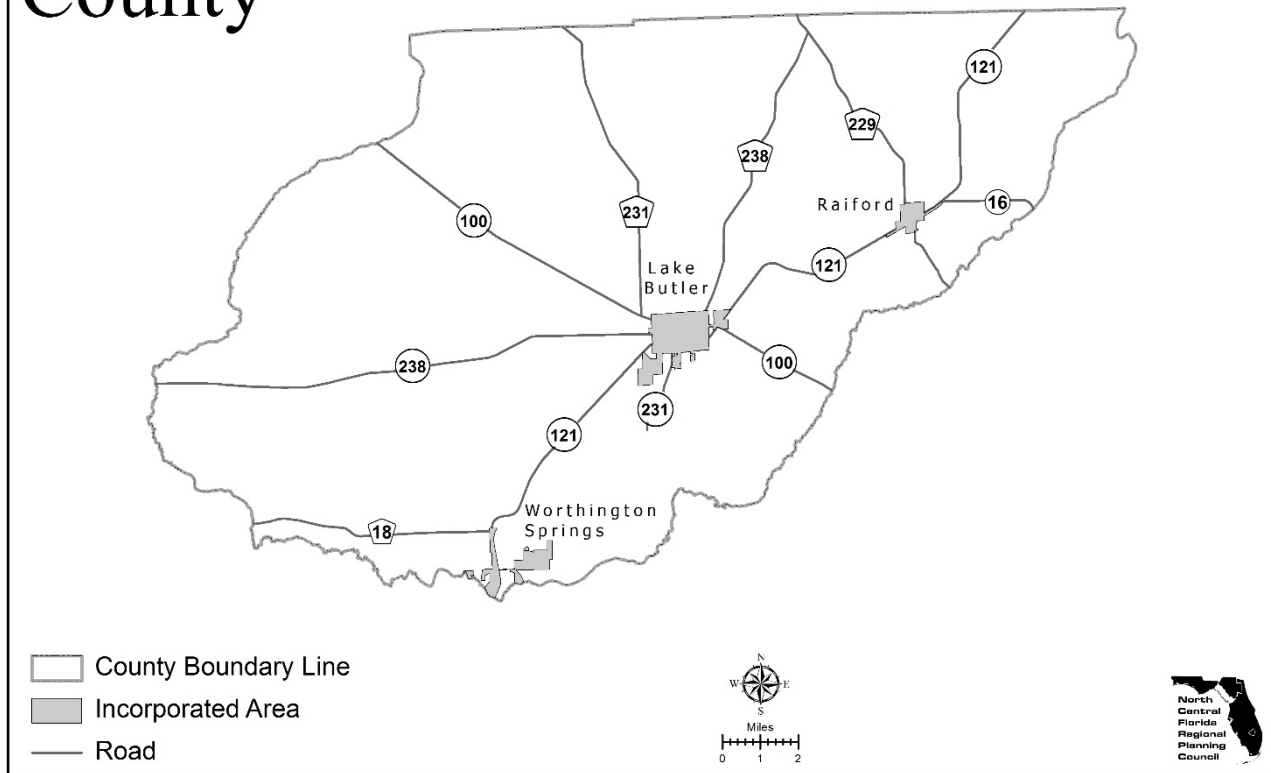 County
121
229
238
Raiford
16
231
100
121
Lake
Butler
238
100
231
121
Worthington
Springs
18
County Boundary Line
Incorporated Area
Road
N
W
E
S
Miles
0 1 2
North
Central
Florida
Regional
Planning
Council